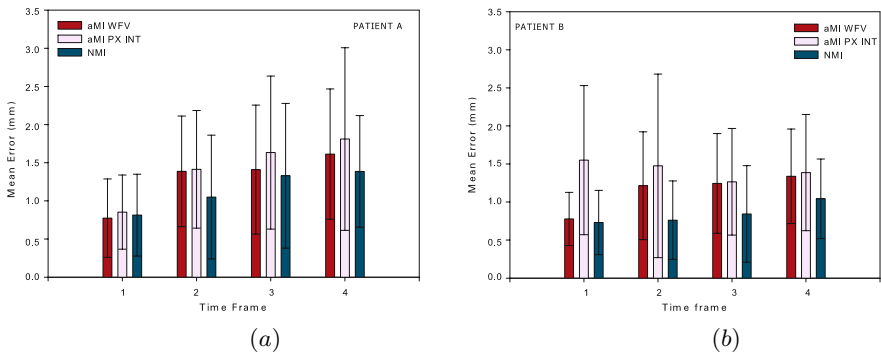 3.5
3.0
2.5
2.0
1.5
1.0
0.5
0.0
Mean Error (mm)
aMI WFV
aMI PX INT
NMI
PATIENT A
1 2 3 4
Time Frame
(a)
3.5
3.0
2.5
2.0
1.5
1.0
0.5
0.0
Mean Error (mm)
PATIENT B
aMI WFV
aMI PX INT
NMI
1 2 3 4
Time frame
(b)